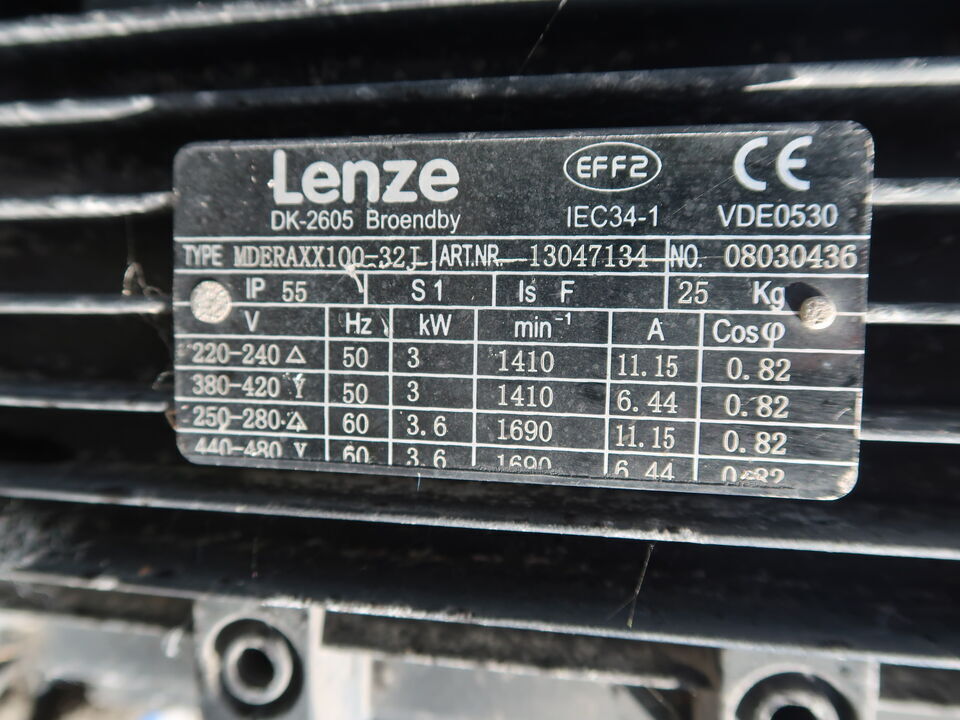 Lenze EFF2 CE
DK-2605 Broendby IEC34-1 VDE0530
TYPE MDERAXX100-32J ART.NR. 13047134 NO. 08030436
IP 55 S1 Is F 25 Kg
V Hz kW min⁻¹ A Cosφ
220-240 Δ 50 3 1410 11.15 0.82
380-420 Y 50 3 1410 6.44 0.82
250-280 Δ 60 3.6 1690 11.15 0.82
440-480 Y 60 3.6 1690 6.44 0.82